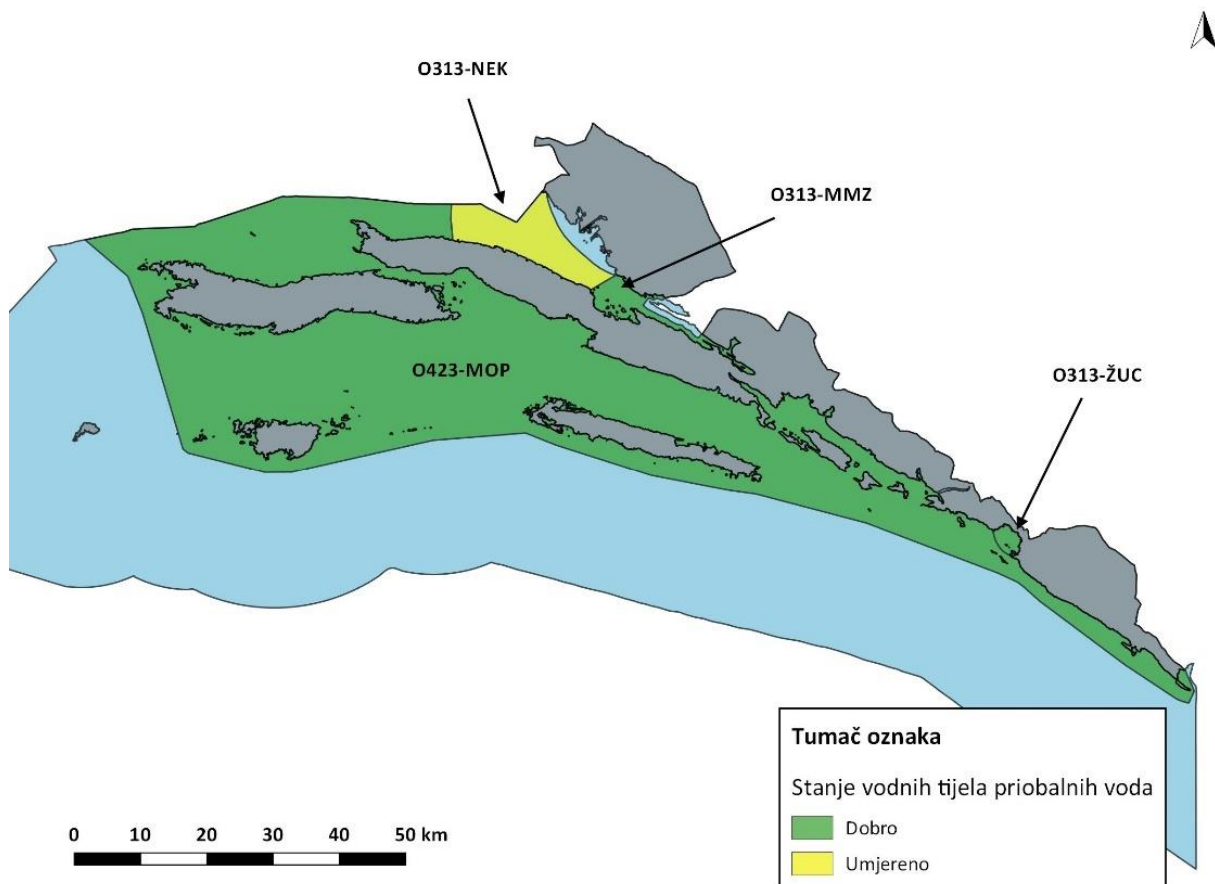 O313-NEK
O313-MMZ
O423-MOP
O313-ŽUC
0 10 20 30 40 50 km
Tumač oznaka
Stanje vodnih tijela priobalnih voda
Dobro
Umjereno